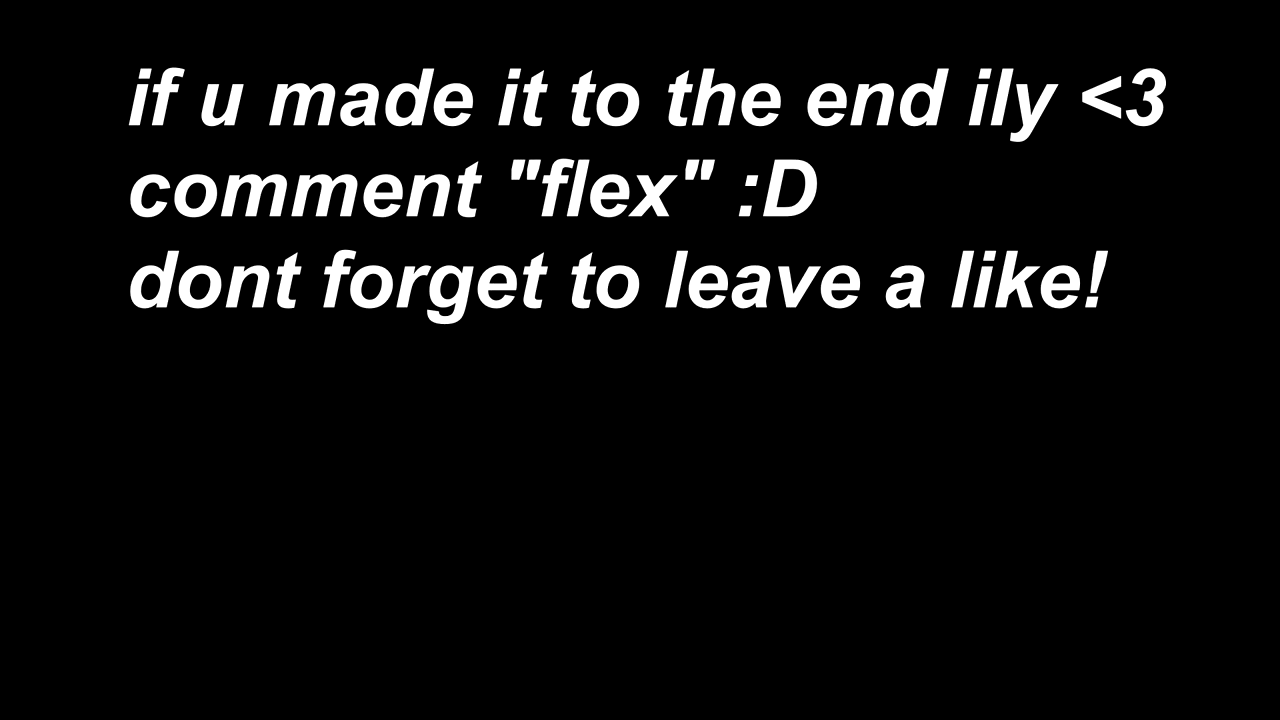 if u made it to the end ily <3
comment "flex" :D
dont forget to leave a like!